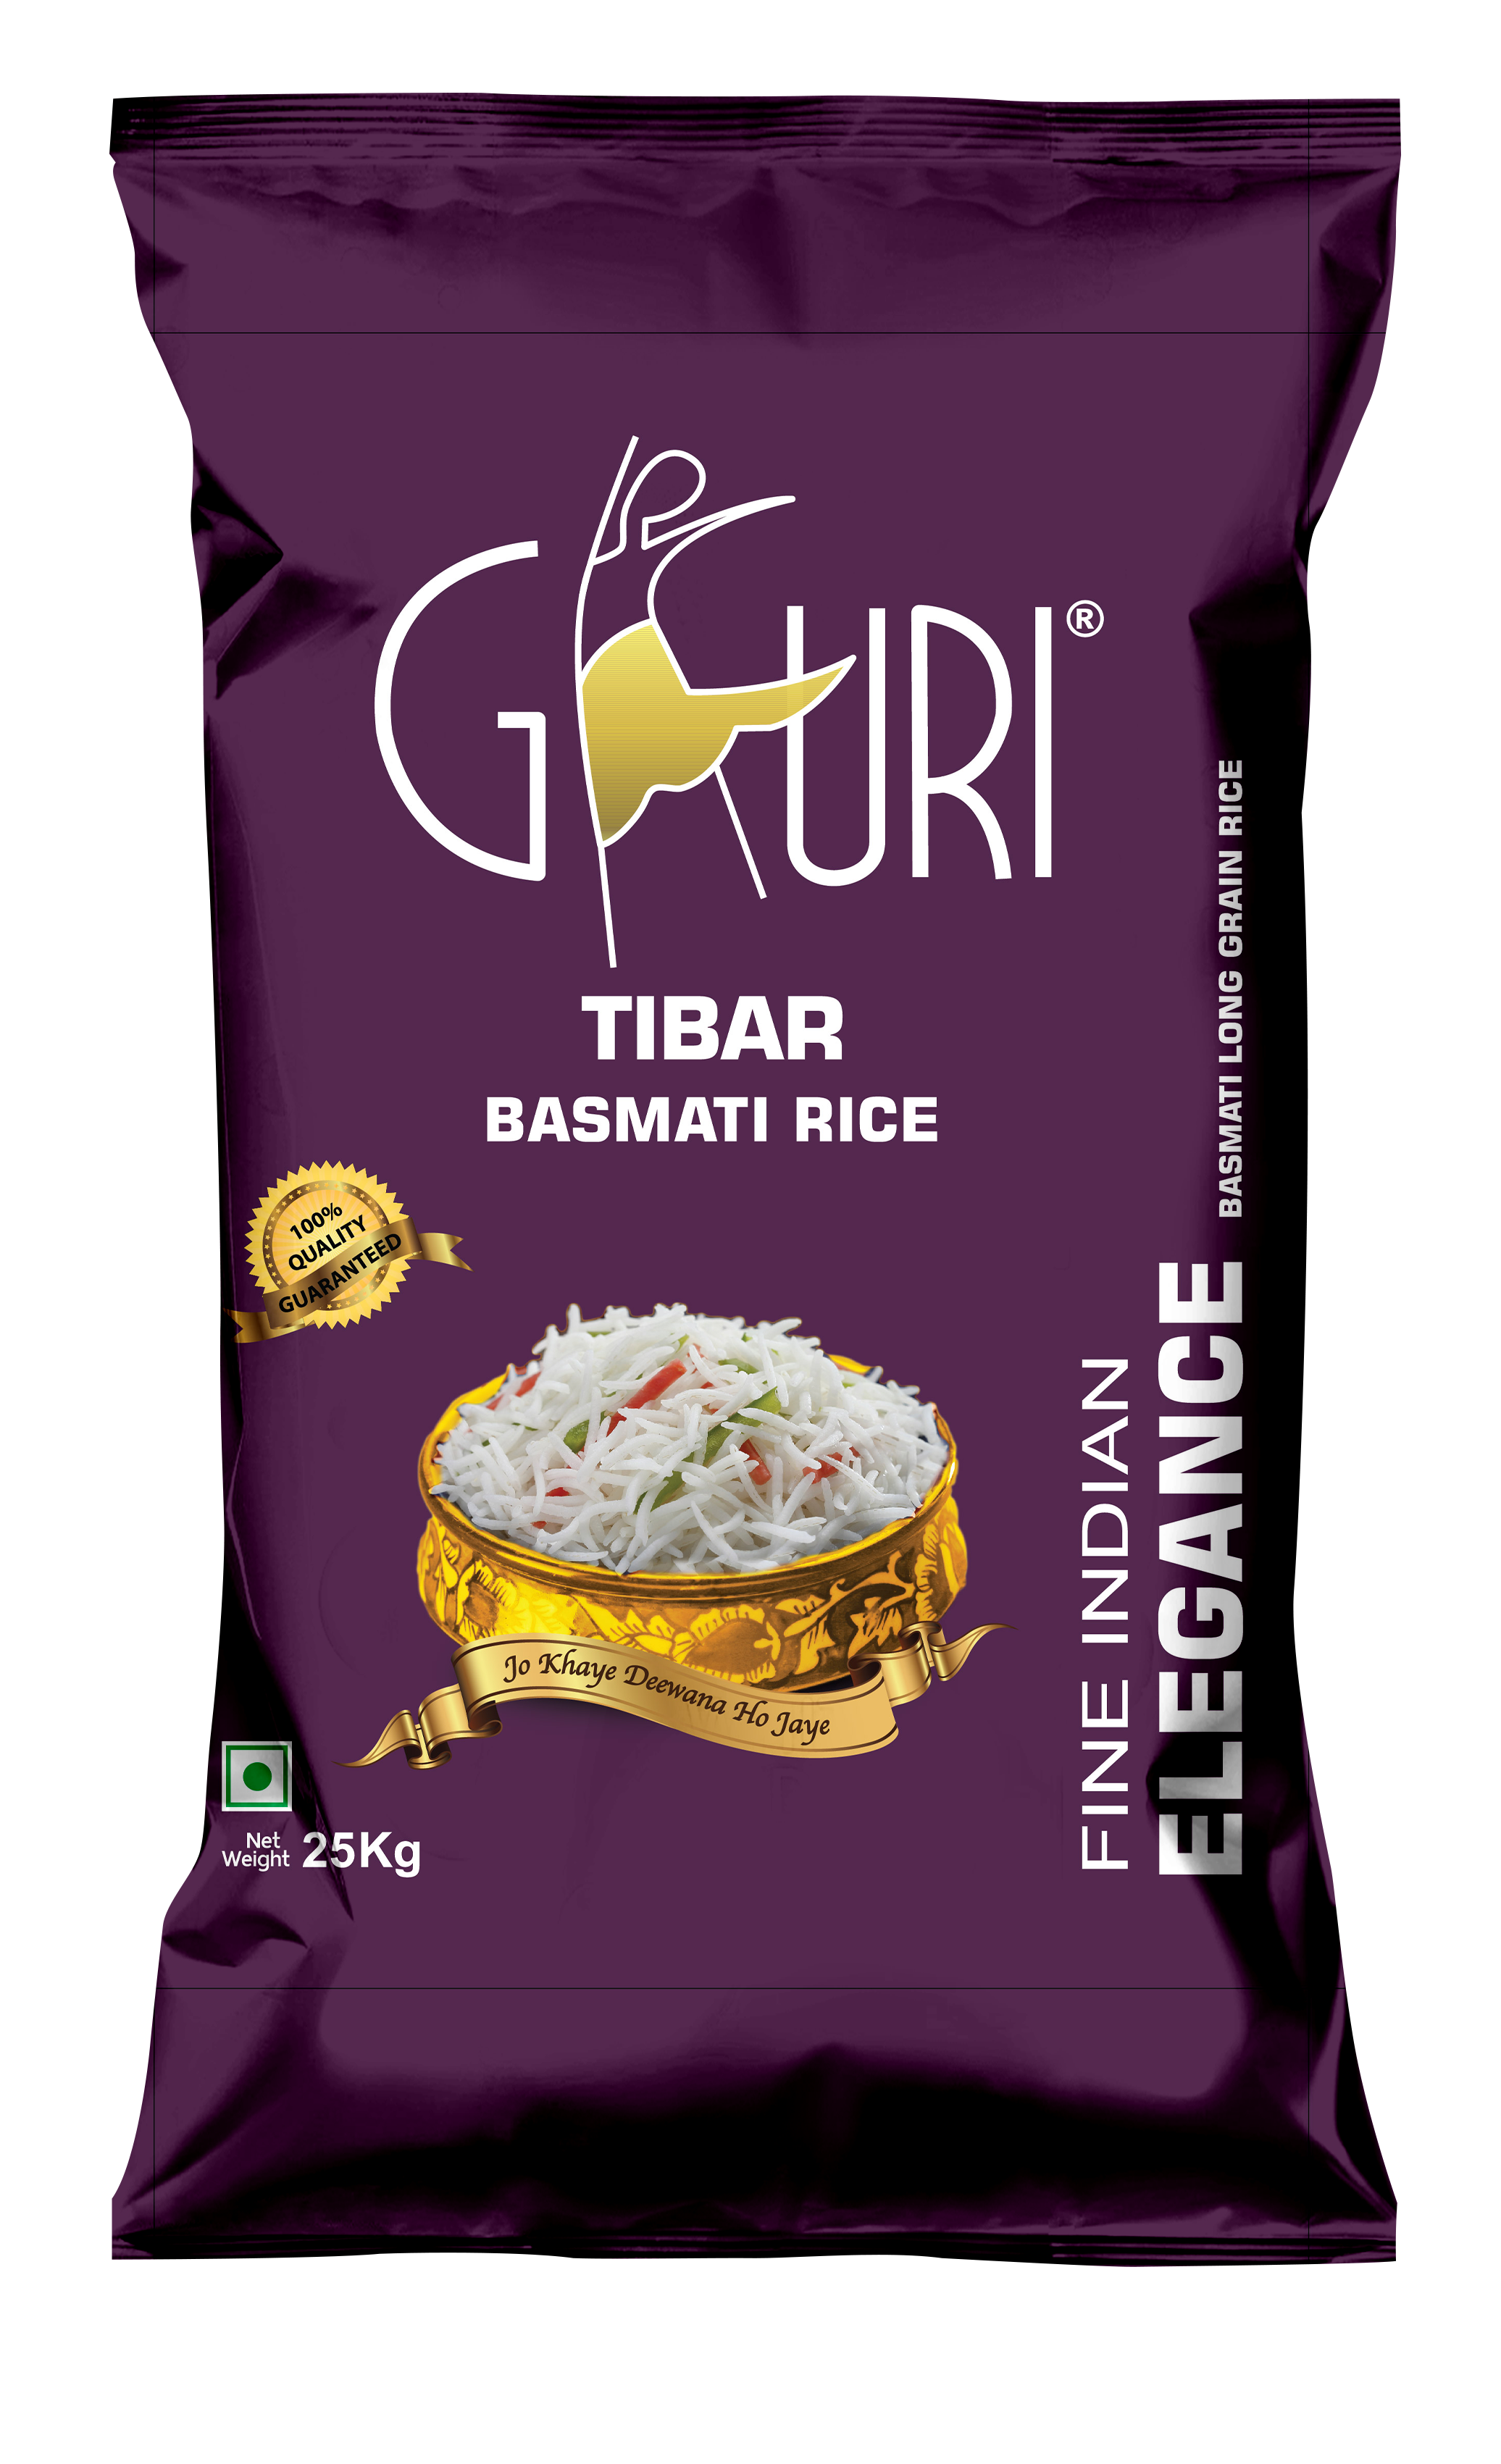 GAURI®
TIBAR
BASMATI RICE
100%
QUALITY
GUARANTEED
Jo Khaye Deewana Ho Jaye
Net
Weight 25Kg
FINE INDIAN
ELEGANCE
BASMATI LONG GRAIN RICE